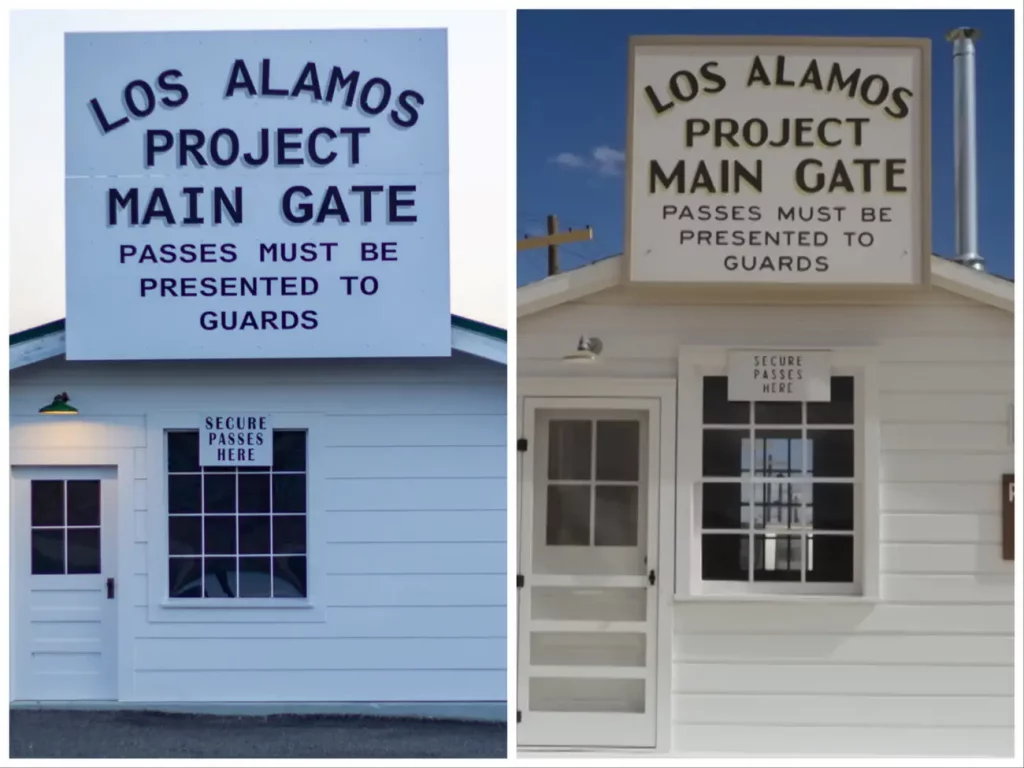 LOS ALAMOS
PROJECT
MAIN GATE
PASSES MUST BE
PRESENTED TO
GUARDS
SECURE
PASSES
HERE
LOS ALAMOS
PROJECT
MAIN GATE
PASSES MUST BE
PRESENTED TO
GUARDS
SECURE
PASSES
HERE